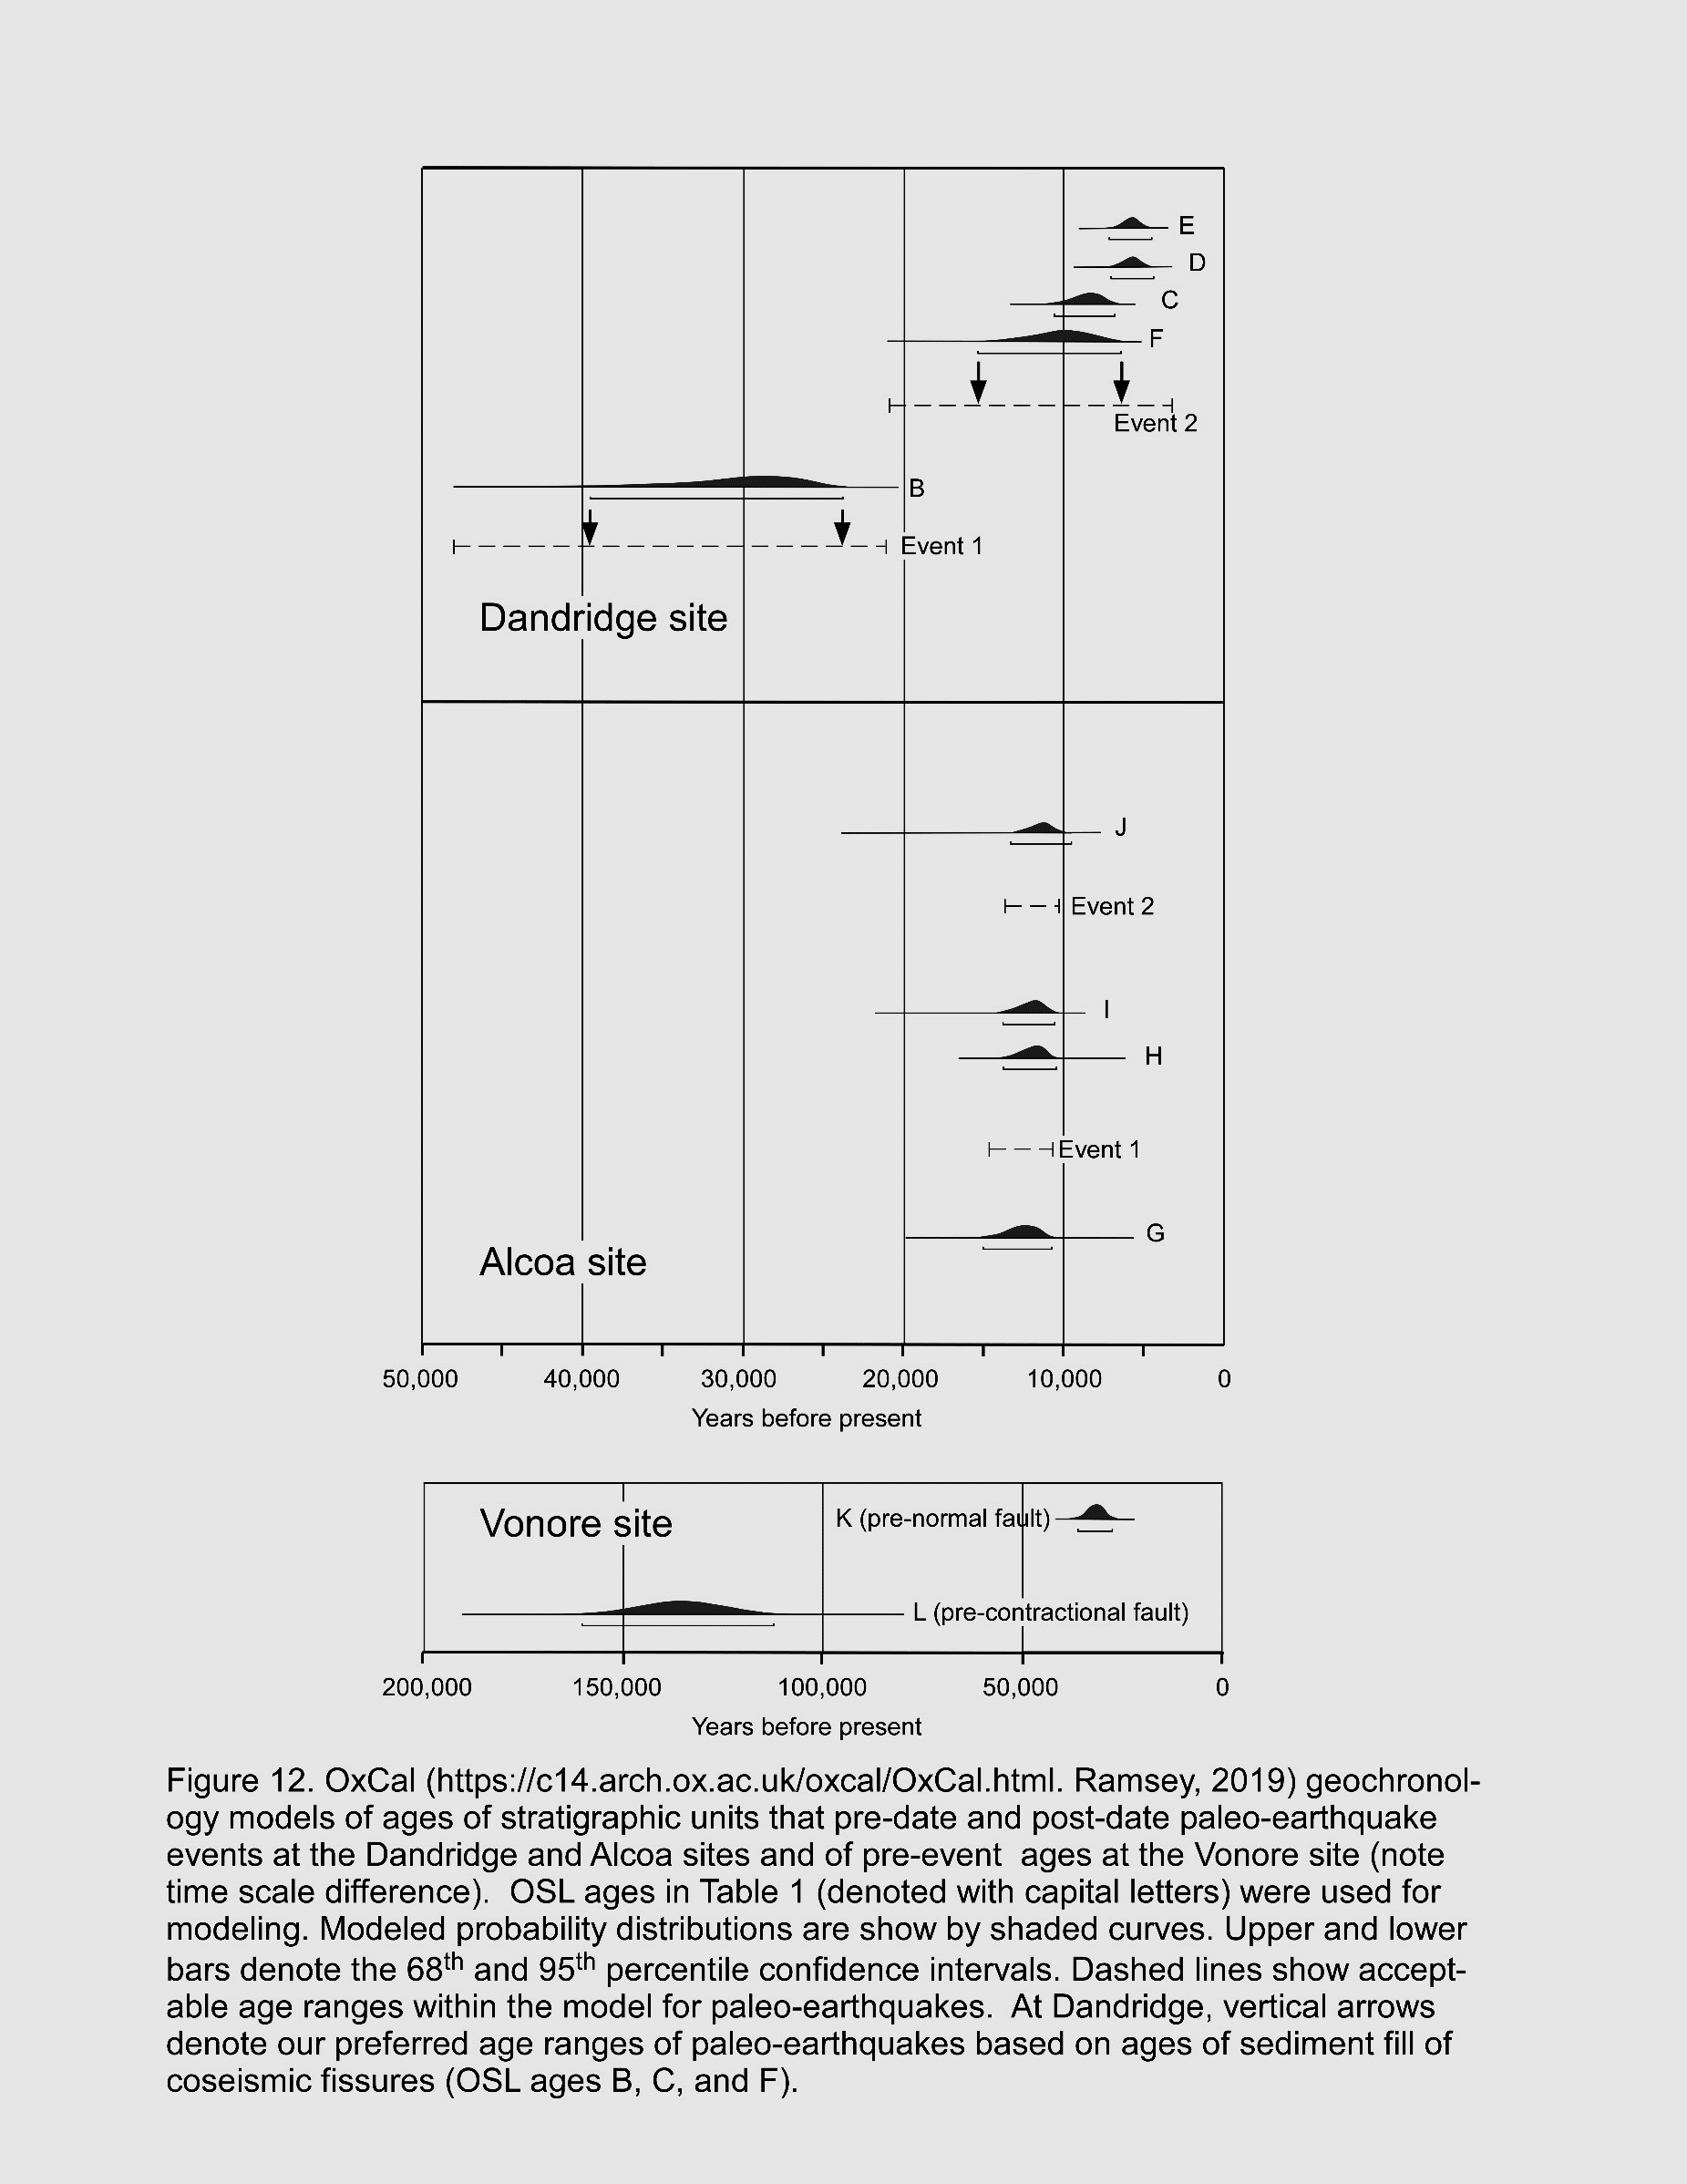 E
D
C
F
Event 2
B
Event 1
Dandridge site
J
Event 2
I
H
Event 1
G
Alcoa site
50,000 40,000 30,000 20,000 10,000 0
Years before present
Vonore site K (pre-normal fault)
L (pre-contractional fault)
200,000 150,000 100,000 50,000 0
Years before present
Figure 12. OxCal (https://c14.arch.ox.ac.uk/oxcal/OxCal.html. Ramsey, 2019) geochronol-
ogy models of ages of stratigraphic units that pre-date and post-date paleo-earthquake
events at the Dandridge and Alcoa sites and of pre-event ages at the Vonore site (note
time scale difference). OSL ages in Table 1 (denoted with capital letters) were used for
modeling. Modeled probability distributions are show by shaded curves. Upper and lower
bars denote the 68th and 95th percentile confidence intervals. Dashed lines show accept-
able age ranges within the model for paleo-earthquakes. At Dandridge, vertical arrows
denote our preferred age ranges of paleo-earthquakes based on ages of sediment fill of
coseismic fissures (OSL ages B, C, and F).